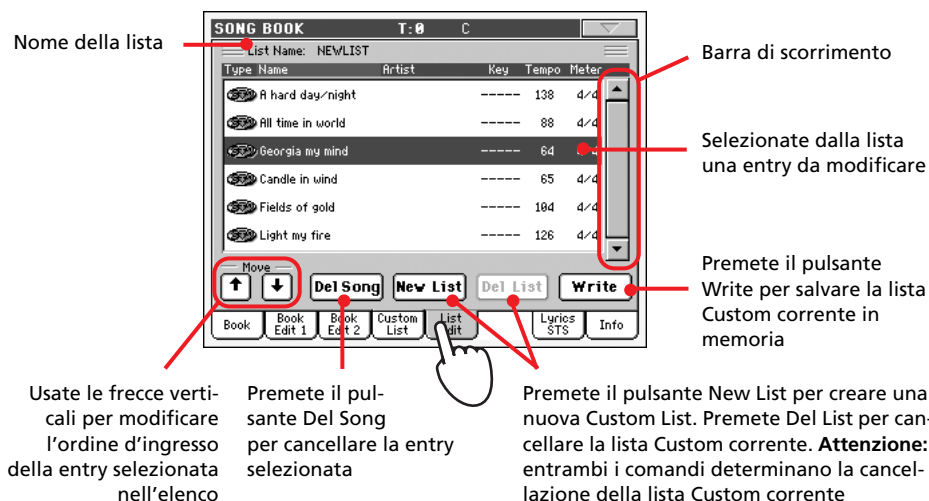 SONG BOOK T:0 C
Nome della lista
List Name: NEWLIST
Type Name Artist Key Tempo Meter
A hard day/night ----- 138 4/4
All time in world ----- 88 4/4
Georgia my mind ----- 64 4/4
Candle in wind ----- 65 4/4
Fields of gold ----- 104 4/4
Light my fire ----- 126 4/4
Barra di scorrimento
Selezionate dalla lista
una entry da modificare
Move
Del Song New List Del List Write
Premete il pulsante
Write per salvare la lista
Custom corrente in
memoria
Book Book Edit 1 Book Edit 2 Custom List List Edit Lyrics STS Info
Usate le frecce verti-
cali per modificare
l'ordine d'ingresso
della entry selezionata
nell'elenco
Premete il pul-
sante Del Song
per cancellare la entry
selezionata
Premete il pulsante New List per creare una
nuova Custom List. Premete Del List per can-
cellare la lista Custom corrente. Attenzione:
entrambi i comandi determinano la cancel-
lazione della lista Custom corrente